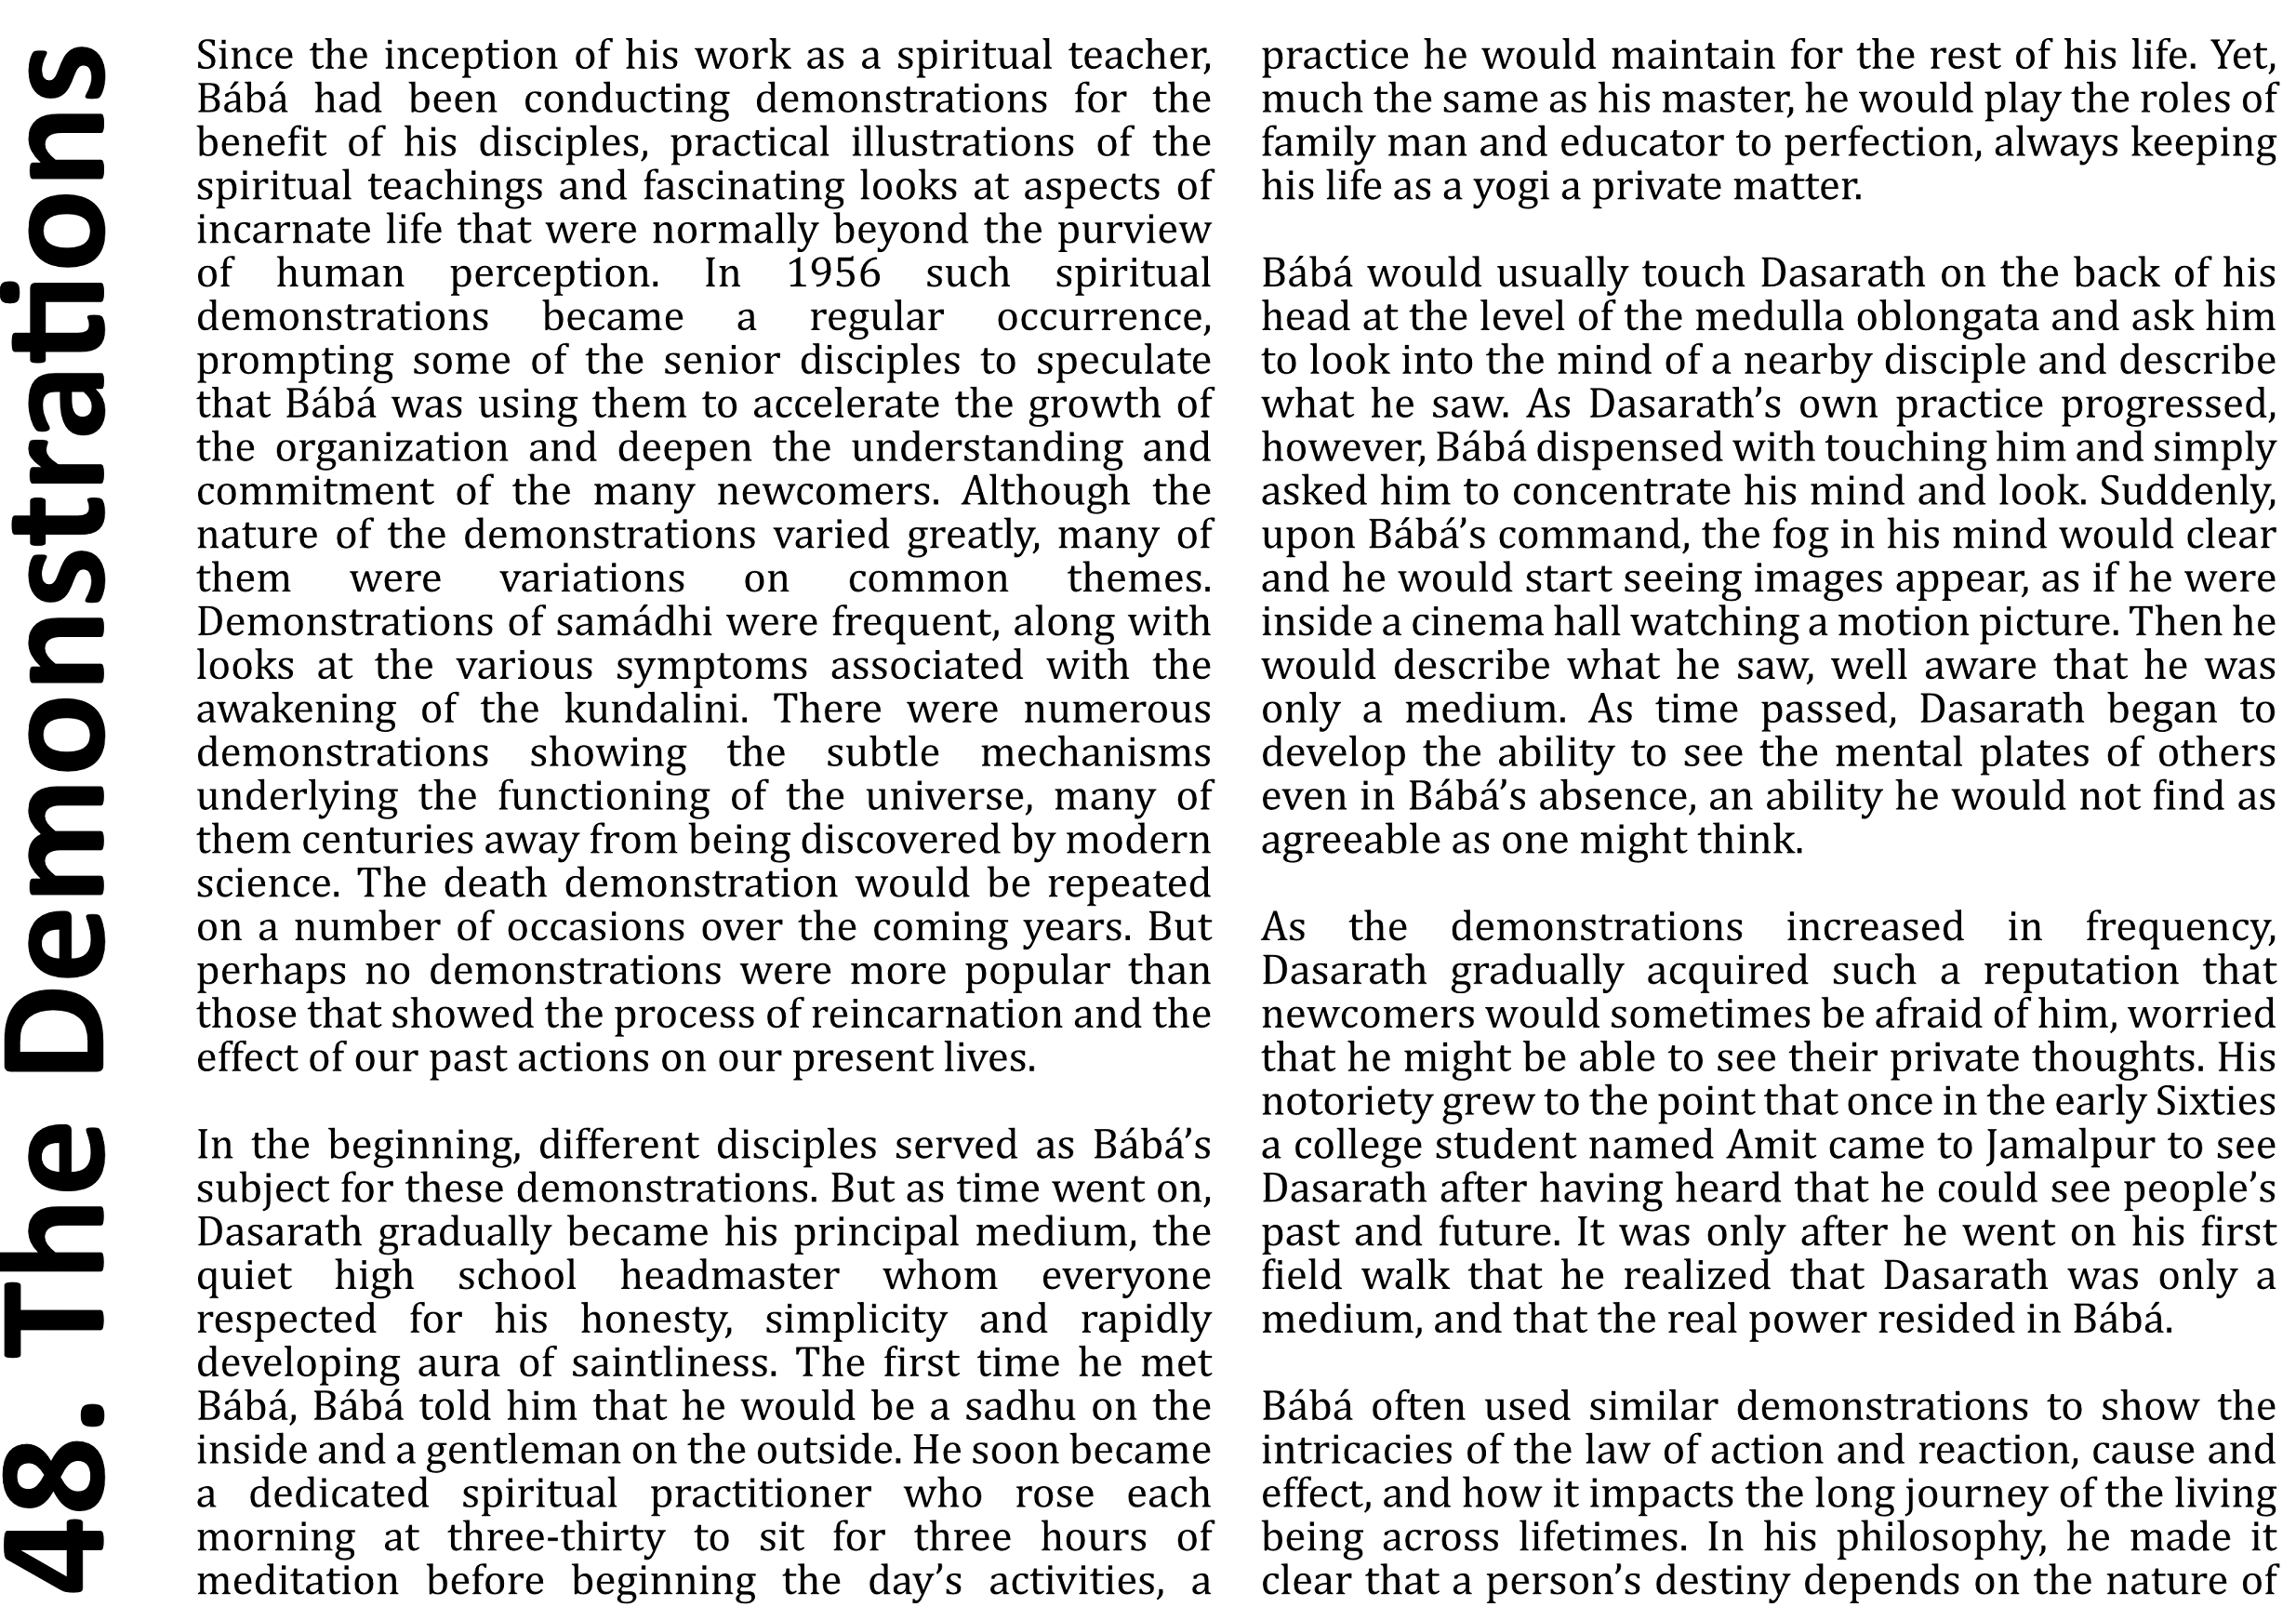 48. The Demonstrations
Since the inception of his work as a spiritual teacher,
Bábá had been conducting demonstrations for the
benefit of his disciples, practical illustrations of the
spiritual teachings and fascinating looks at aspects of
incarnate life that were normally beyond the purview
of human perception. In 1956 such spiritual
demonstrations became a regular occurrence,
prompting some of the senior disciples to speculate
that Bábá was using them to accelerate the growth of
the organization and deepen the understanding and
commitment of the many newcomers. Although the
nature of the demonstrations varied greatly, many of
them were variations on common themes.
Demonstrations of samádhi were frequent, along with
looks at the various symptoms associated with the
awakening of the kundalini. There were numerous
demonstrations showing the subtle mechanisms
underlying the functioning of the universe, many of
them centuries away from being discovered by modern
science. The death demonstration would be repeated
on a number of occasions over the coming years. But
perhaps no demonstrations were more popular than
those that showed the process of reincarnation and the
effect of our past actions on our present lives.
In the beginning, different disciples served as Bábá’s
subject for these demonstrations. But as time went on,
Dasarath gradually became his principal medium, the
quiet high school headmaster whom everyone
respected for his honesty, simplicity and rapidly
developing aura of saintliness. The first time he met
Bábá, Bábá told him that he would be a sadhu on the
inside and a gentleman on the outside. He soon became
a dedicated spiritual practitioner who rose each
morning at three-thirty to sit for three hours of
meditation before beginning the day’s activities, a
practice he would maintain for the rest of his life. Yet,
much the same as his master, he would play the roles of
family man and educator to perfection, always keeping
his life as a yogi a private matter.
Bábá would usually touch Dasarath on the back of his
head at the level of the medulla oblongata and ask him
to look into the mind of a nearby disciple and describe
what he saw. As Dasarath’s own practice progressed,
however, Bábá dispensed with touching him and simply
asked him to concentrate his mind and look. Suddenly,
upon Bábá’s command, the fog in his mind would clear
and he would start seeing images appear, as if he were
inside a cinema hall watching a motion picture. Then he
would describe what he saw, well aware that he was
only a medium. As time passed, Dasarath began to
develop the ability to see the mental plates of others
even in Bábá’s absence, an ability he would not find as
agreeable as one might think.
As the demonstrations increased in frequency,
Dasarath gradually acquired such a reputation that
newcomers would sometimes be afraid of him, worried
that he might be able to see their private thoughts. His
notoriety grew to the point that once in the early Sixties
a college student named Amit came to Jamalpur to see
Dasarath after having heard that he could see people’s
past and future. It was only after he went on his first
field walk that he realized that Dasarath was only a
medium, and that the real power resided in Bábá.
Bábá often used similar demonstrations to show the
intricacies of the law of action and reaction, cause and
effect, and how it impacts the long journey of the living
being across lifetimes. In his philosophy, he made it
clear that a person’s destiny depends on the nature of